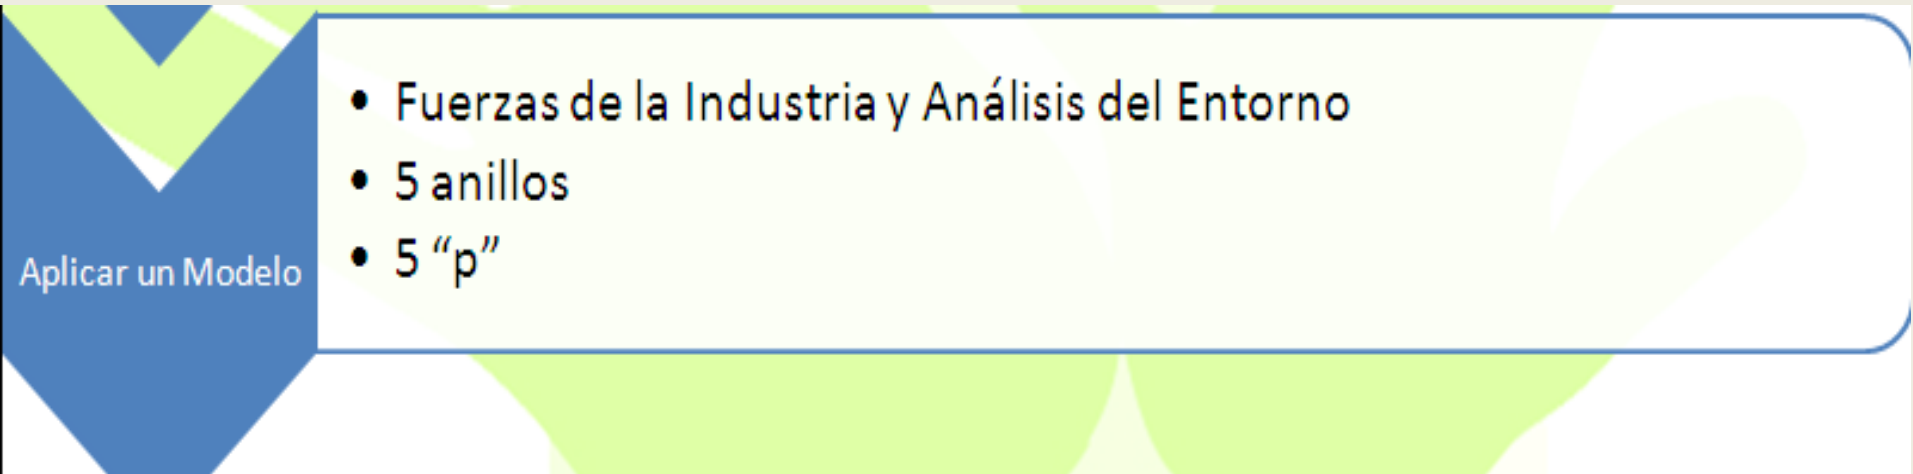 Aplicar un Modelo
• Fuerzas de la Industria y Análisis del Entorno
• 5 anillos
• 5 “p”